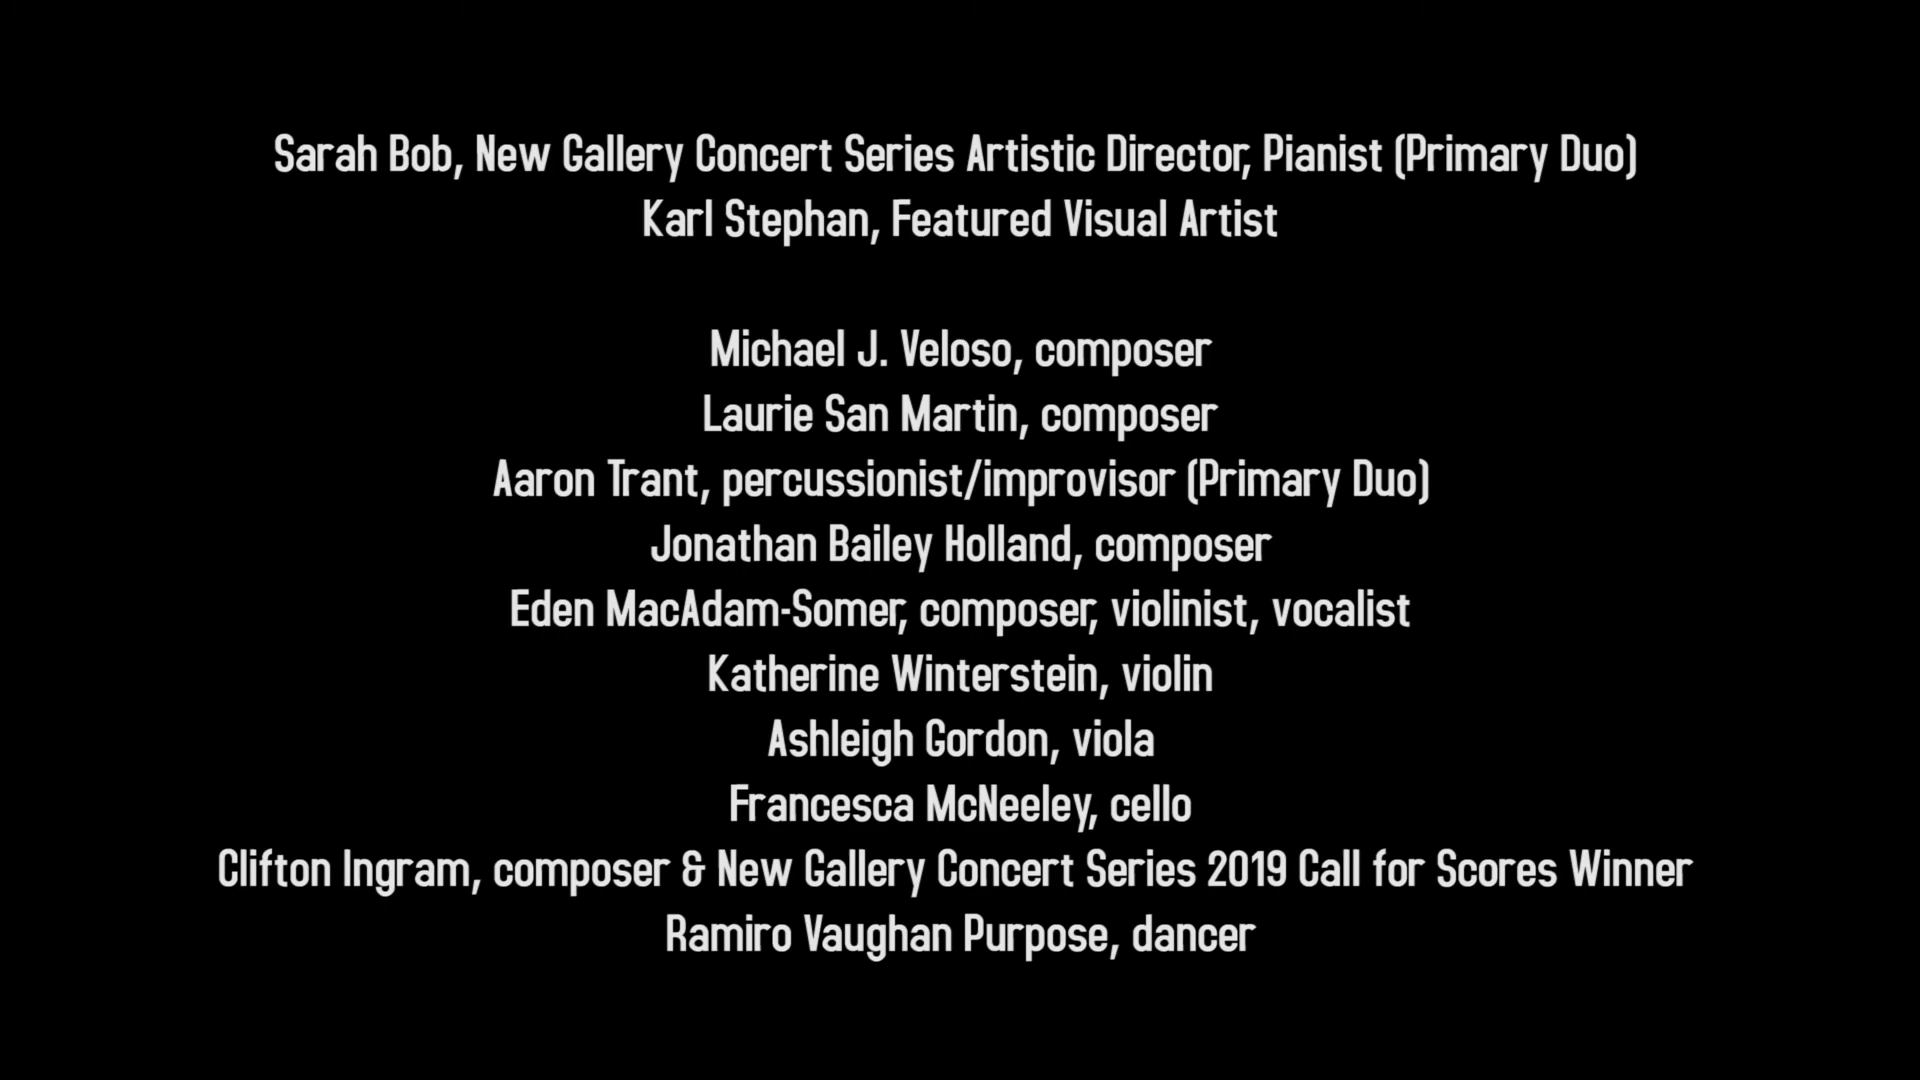 Sarah Bob, New Gallery Concert Series Artistic Director, Pianist (Primary Duo)
Karl Stephan, Featured Visual Artist
Michael J. Veloso, composer
Laurie San Martin, composer
Aaron Trant, percussionist/improvisor (Primary Duo)
Jonathan Bailey Holland, composer
Eden MacAdam-Somer, composer, violinist, vocalist
Katherine Winterstein, violin
Ashleigh Gordon, viola
Francesca McNeeley, cello
Clifton Ingram, composer & New Gallery Concert Series 2019 Call for Scores Winner
Ramiro Vaughan Purpose, dancer